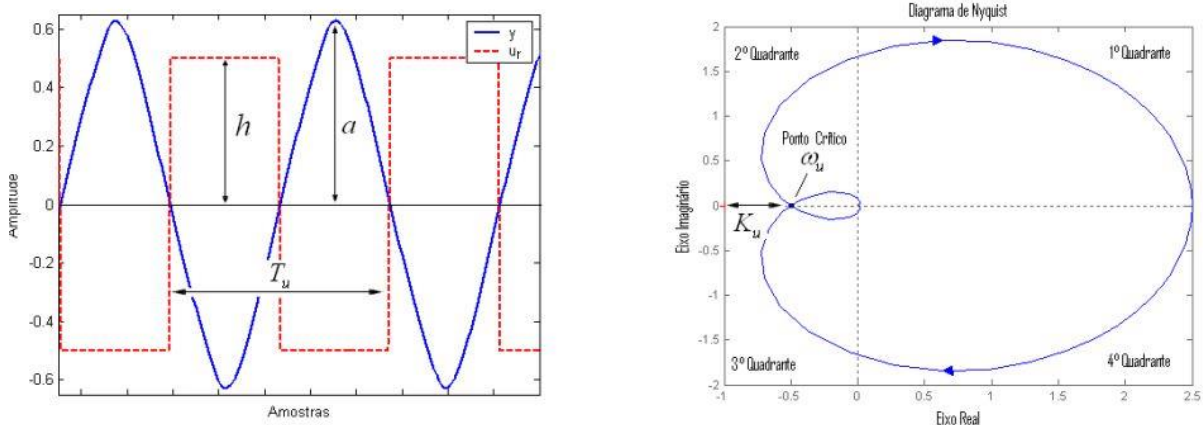 0.6
0.4
0.2
0
-0.2
-0.4
-0.6
Amplitude
Amostras
y
u_r
h
a
T_u
Diagrama de Nyquist
2º Quadrante
1º Quadrante
Ponto Crítico
ω_u
K_u
3º Quadrante
4º Quadrante
2
1.5
1
0.5
0
-0.5
-1
-1.5
-2
Eixo Imaginário
-1
-0.5
0
0.5
1
1.5
2
2.5
Eixo Real